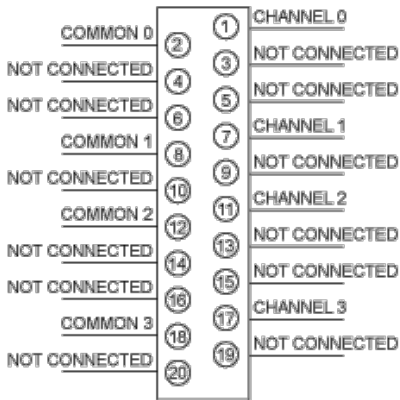 CHANNEL 0
1
COMMON 0
2
NOT CONNECTED
3
NOT CONNECTED
4
NOT CONNECTED
5
NOT CONNECTED
6
CHANNEL 1
7
COMMON 1
8
NOT CONNECTED
9
NOT CONNECTED
10
CHANNEL 2
11
COMMON 2
12
NOT CONNECTED
13
NOT CONNECTED
14
NOT CONNECTED
15
NOT CONNECTED
16
CHANNEL 3
17
COMMON 3
18
NOT CONNECTED
19
NOT CONNECTED
20